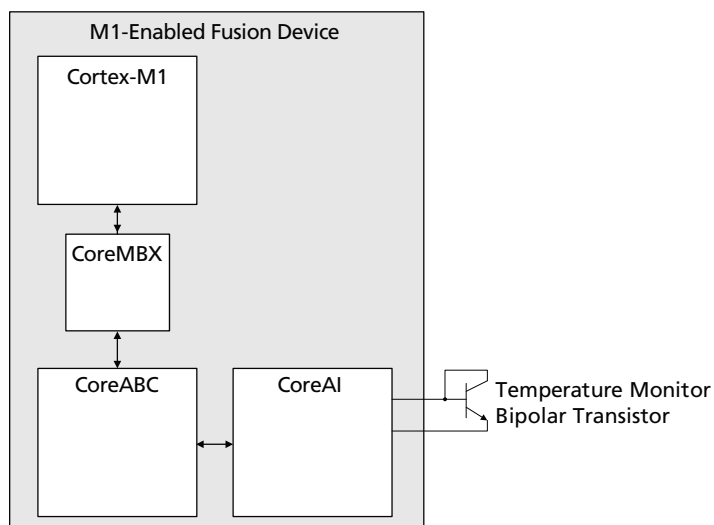 M1-Enabled Fusion Device
Cortex-M1
CoreMBX
CoreABC
CoreAI
Temperature Monitor
Bipolar Transistor